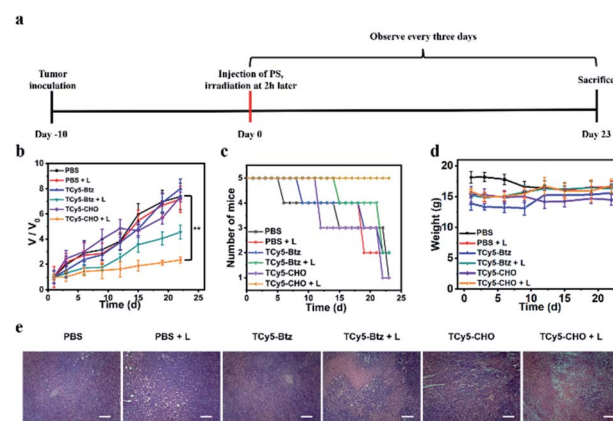 a
Observe every three days
Tumor
inoculation
Injection of PS,
irradiation at 2h later
Sacrifice
Day -10
Day 0
Day 23
b
c
d
V / V0
8
6
4
2
0
PBS
PBS + L
TCy5-Btz
TCy5-Btz + L
TCy5-CHO
TCy5-CHO + L
**
0 5 10 15 20 25
Time (d)
Number of mice
5
4
3
2
1
PBS
PBS + L
TCy5-Btz
TCy5-Btz + L
TCy5-CHO
TCy5-CHO + L
0 5 10 15 20 25
Time (d)
Weight (g)
20
15
10
5
0
PBS
PBS + L
TCy5-Btz
TCy5-Btz + L
TCy5-CHO
TCy5-CHO + L
0 5 10 15 20
Time (d)
e
PBS PBS + L TCy5-Btz TCy5-Btz + L TCy5-CHO TCy5-CHO + L